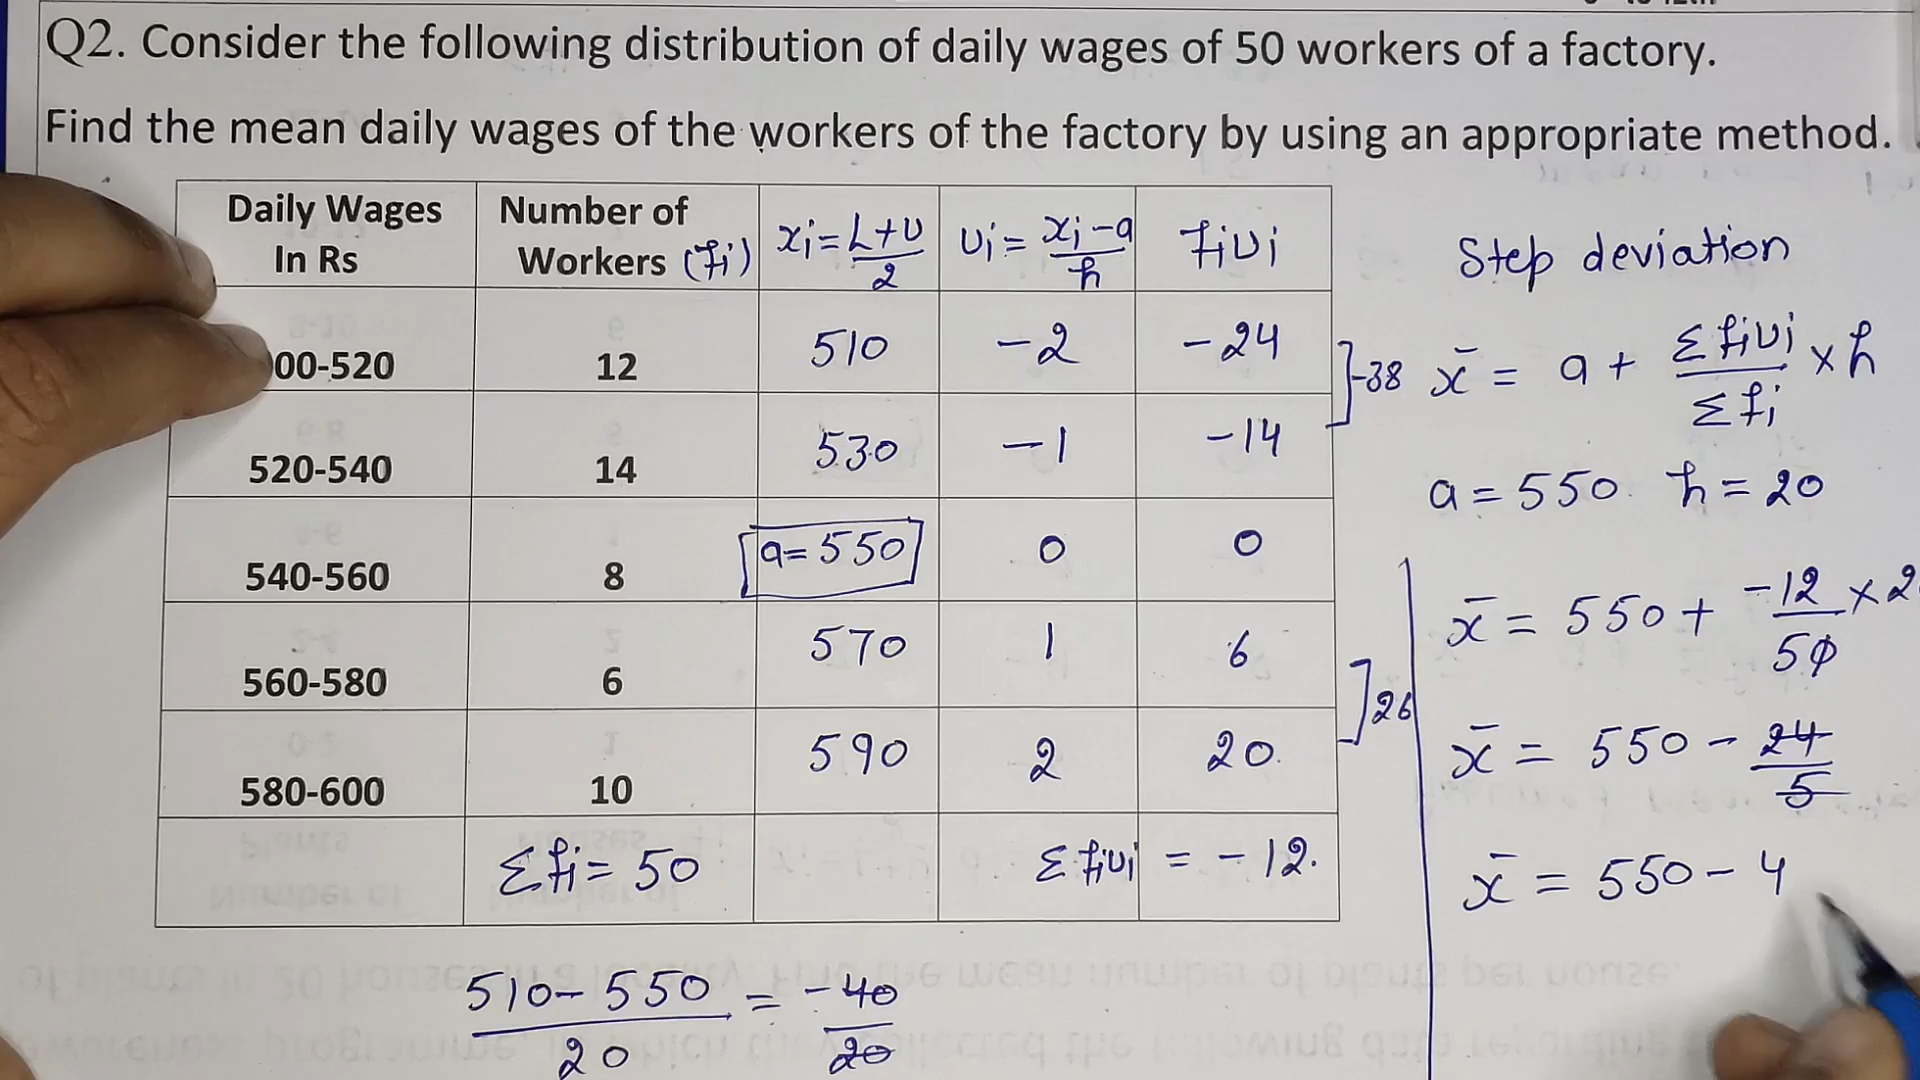 Q2. Consider the following distribution of daily wages of 50 workers of a factory.
Find the mean daily wages of the workers of the factory by using an appropriate method.
Daily Wages In Rs | Number of Workers (fi) | xi = L+U/2 | ui = xi-a/h | fiui
00-520 | 12 | 510 | -2 | -24
520-540 | 14 | 530 | -1 | -14
540-560 | 8 | a=550 | 0 | 0
560-580 | 6 | 570 | 1 | 6
580-600 | 10 | 590 | 2 | 20
Σfi = 50 | Σfiui = -12.
-38
26
510-550/20 = -40/20
Step deviation
x̄ = a + Σfiui/Σfi × h
a = 550 h = 20
x̄ = 550 + -12/50 × 2
x̄ = 550 - 24/5
x̄ = 550 - 4